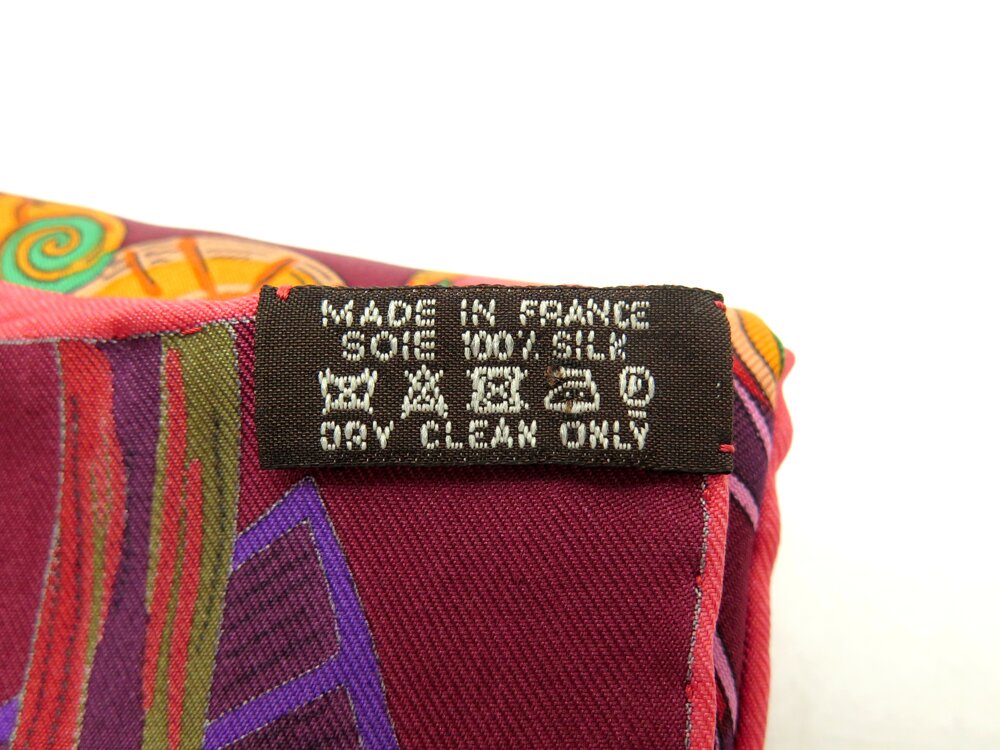 MADE IN FRANCE
SOIE 100% SILK
P
DRY CLEAN ONLY